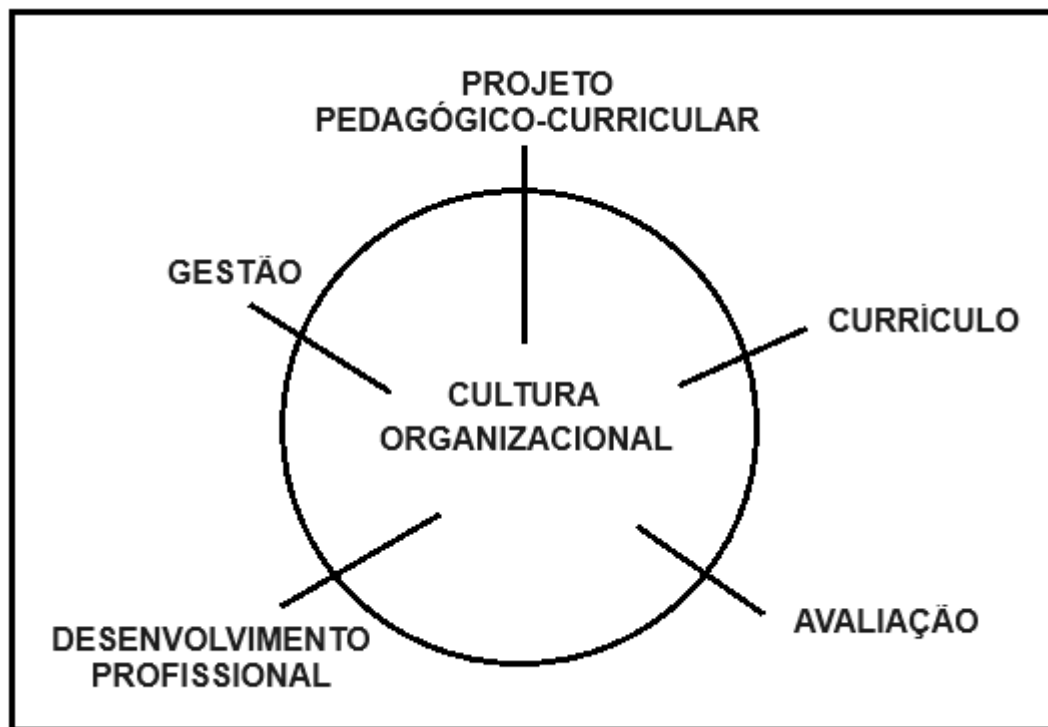 PROJETO
PEDAGÓGICO-CURRICULAR
GESTÃO
CURRÍCULO
CULTURA
ORGANIZACIONAL
DESENVOLVIMENTO
PROFISSIONAL
AVALIAÇÃO